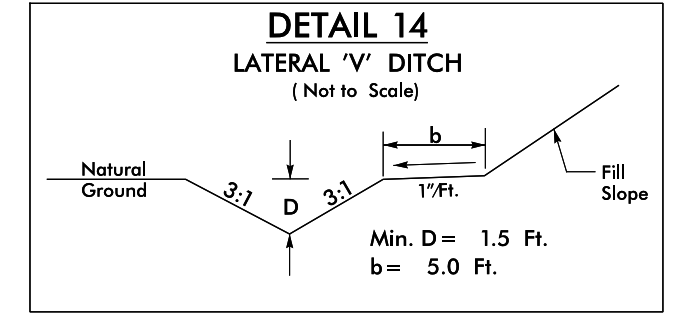 DETAIL 14
LATERAL 'V' DITCH
( Not to Scale)
b
Natural
Ground
3:1
D
3:1
1"/Ft.
Fill
Slope
Min. D = 1.5 Ft.
b = 5.0 Ft.